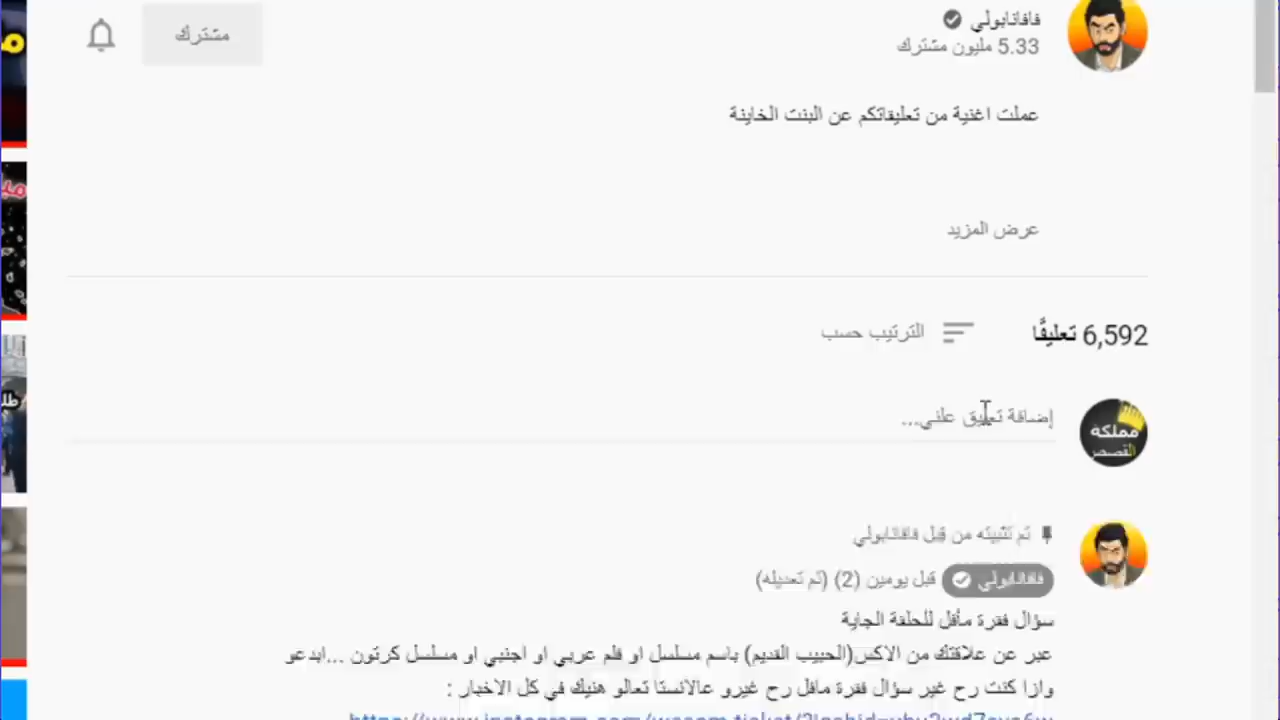 فافانابولي
5.33 مليون مشترك
مشترك
عملت اغنية من تعليقاتكم عن البنت الخاينة
عرض المزيد
6,592 تعليقًا
الترتيب حسب
إضافة تعليق علني...
مملكة
القصص
تم تثبيته من قبل فافانابولي
فافانابولي قبل يومين (2) (تم تعديله)
سؤال فقرة مأفل للحلقة الجاية
عبر عن علاقتك من الاكس(الحبيب القديم) باسم مسلسل او فلم عربي او اجنبي او مسلسل كرتون ...ابدعو
وازا كنت رح غير سؤال فقرة مافل رح غيرو عالانستا تعالو هنيك في كل الاخبار :